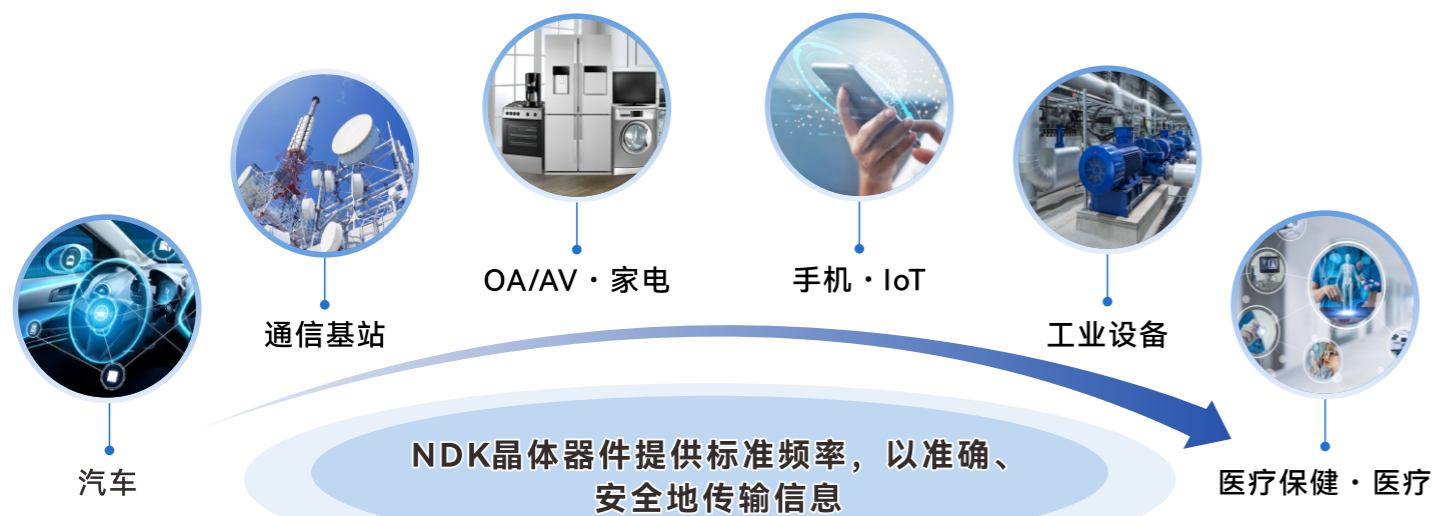 OA/AV・家电
手机・IoT
通信基站
工业设备
汽车
医疗保健・医疗
NDK晶体器件提供标准频率，以准确、
安全地传输信息